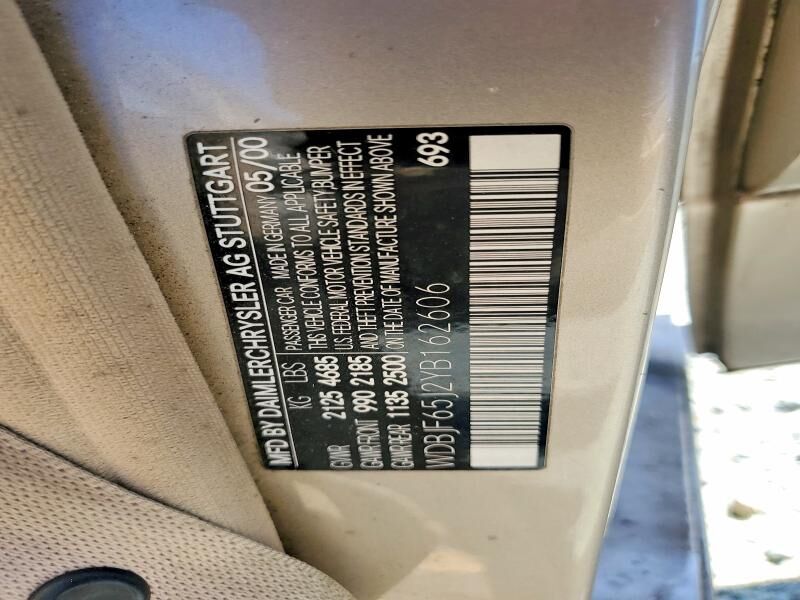 MFD BY DAIMLERCHRYSLER AG STUTTGART
KG LBS PASSENGER CAR MADE IN GERMANY 05/00
GVWR 2125 4685 THIS VEHICLE CONFORMS TO ALL APPLICABLE
GAWR FRONT 990 2185 U.S. FEDERAL MOTOR VEHICLE SAFETY BUMPER
GAWR REAR 1135 2500 AND THEFT PREVENTION STANDARDS IN EFFECT
ON THE DATE OF MANUFACTURE SHOWN ABOVE
WDBJF65J2YB162606 693